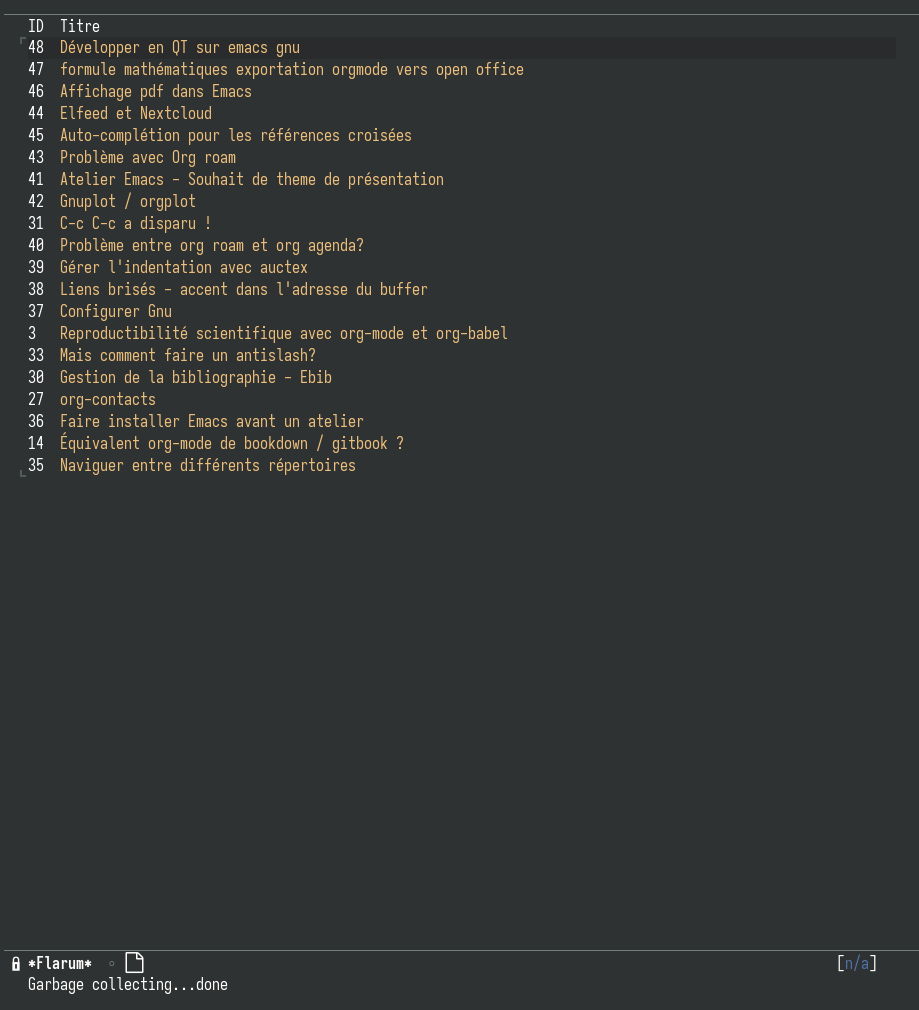 ID  Titre
48  Développer en QT sur emacs gnu
47  formule mathématiques exportation orgmode vers open office
46  Affichage pdf dans Emacs
44  Elfeed et Nextcloud
45  Auto-complétion pour les références croisées
43  Problème avec Org roam
41  Atelier Emacs - Souhait de theme de présentation
42  Gnuplot / orgplot
31  C-c C-c a disparu !
40  Problème entre org roam et org agenda?
39  Gérer l'indentation avec auctex
38  Liens brisés - accent dans l'adresse du buffer
37  Configurer Gnu
3   Reproductibilité scientifique avec org-mode et org-babel
33  Mais comment faire un antislash?
30  Gestion de la bibliographie - Ebib
27  org-contacts
36  Faire installer Emacs avant un atelier
14  Équivalent org-mode de bookdown / gitbook ?
35  Naviguer entre différents répertoires
*Flarum* [n/a]
Garbage collecting...done